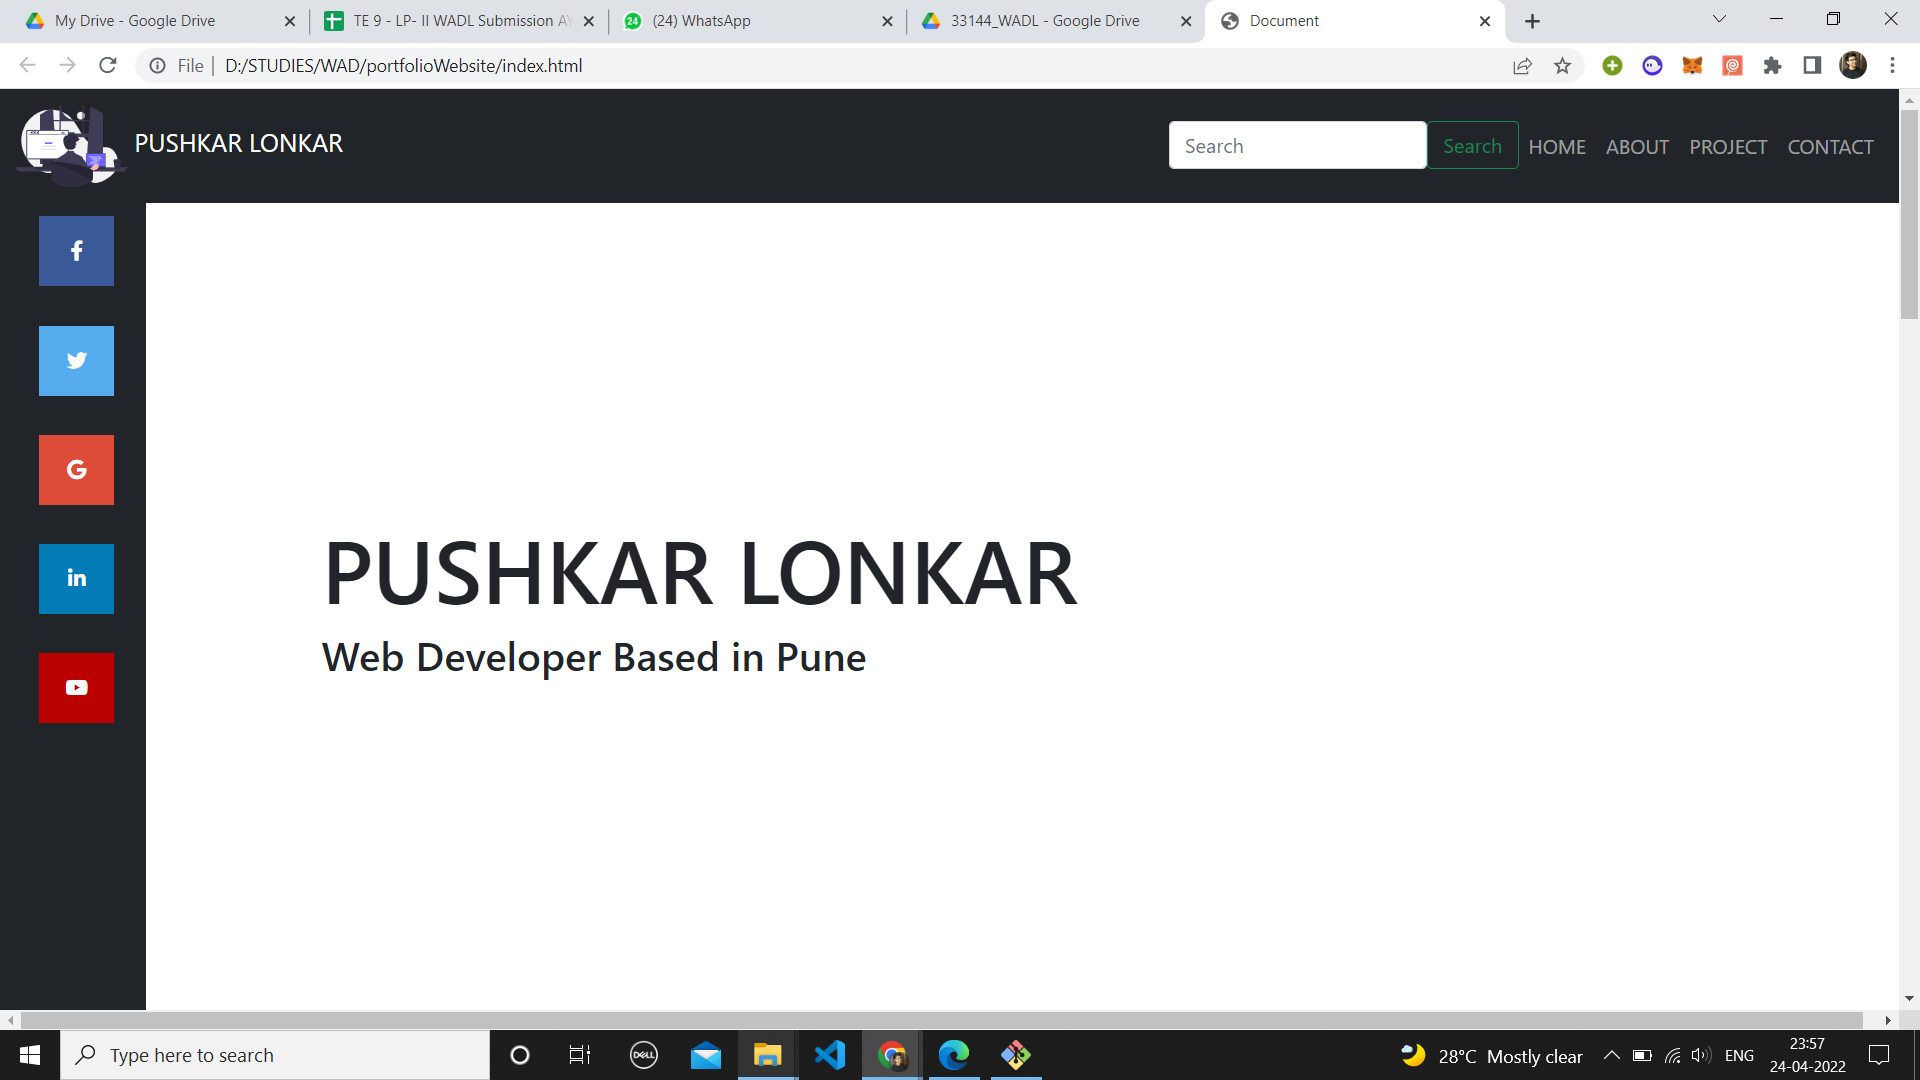 My Drive - Google Drive
TE 9 - LP- II WADL Submission AY
(24) WhatsApp
33144_WADL - Google Drive
Document
File
D:/STUDIES/WAD/portfolioWebsite/index.html
PUSHKAR LONKAR
Search
Search
HOME
ABOUT
PROJECT
CONTACT
PUSHKAR LONKAR
Web Developer Based in Pune
Type here to search
DELL
28°C Mostly clear
ENG
23:57
24-04-2022